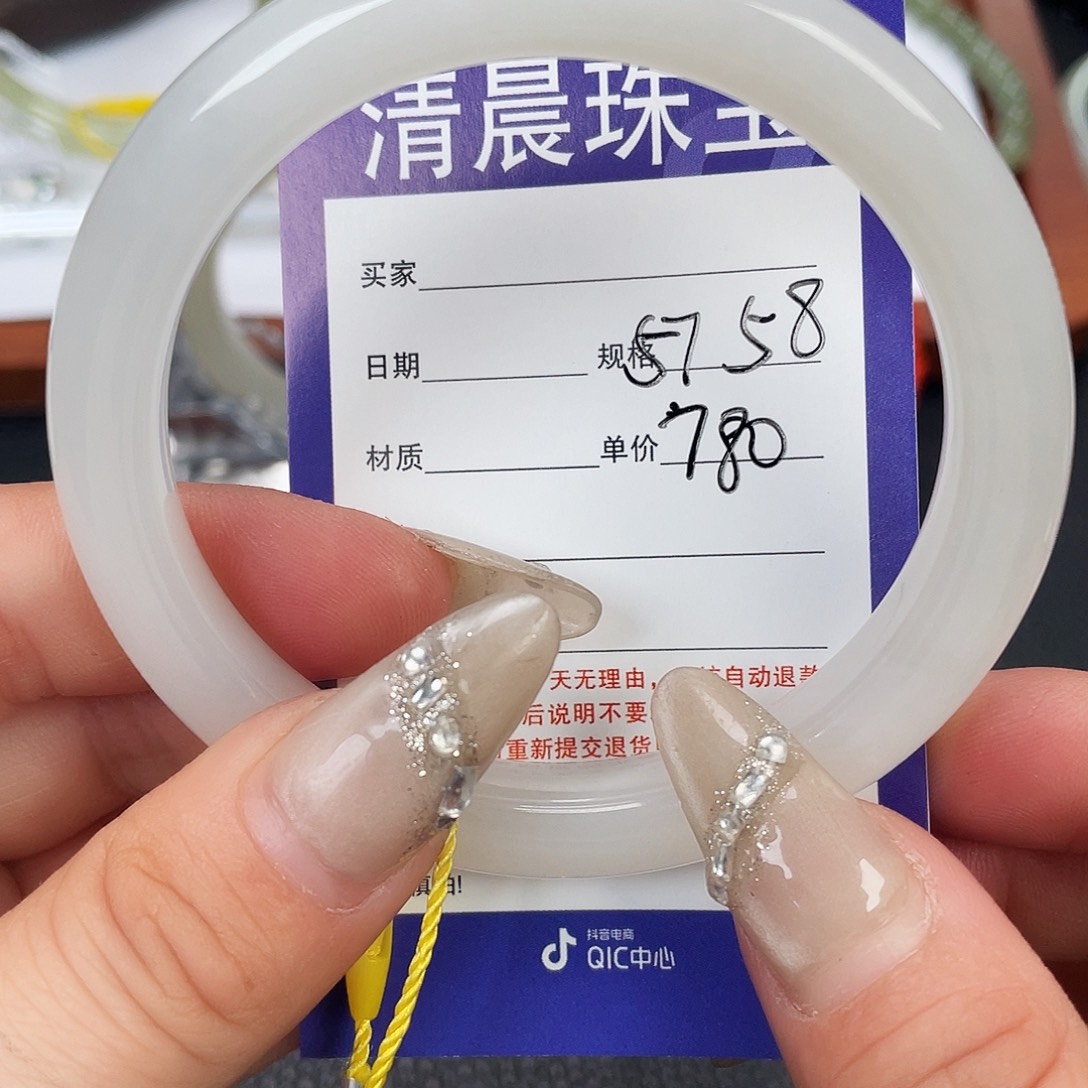 清晨珠宝
买家
日期 规格 57 58
材质 单价 780
天无理由, 自动退款
后说明不要
重新提交退货
慎拍!
抖音电商
QIC中心